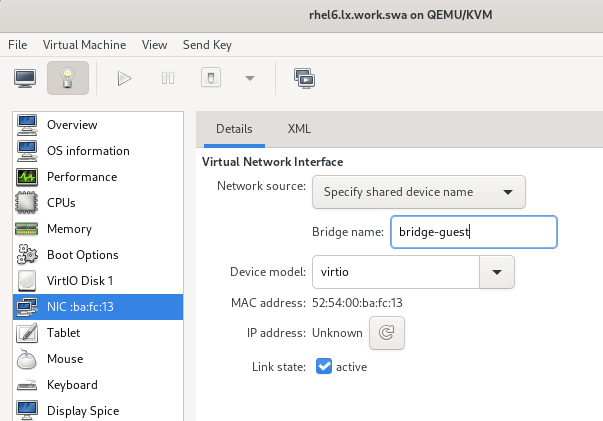 rhel6.lx.work.swa on QEMU/KVM
File Virtual Machine View Send Key
Overview
OS information
Performance
CPUs
Memory
Boot Options
VirtIO Disk 1
NIC :ba:fc:13
Tablet
Mouse
Keyboard
Display Spice
Details XML
Virtual Network Interface
Network source: Specify shared device name
Bridge name: bridge-guest
Device model: virtio
MAC address: 52:54:00:ba:fc:13
IP address: Unknown
Link state: active